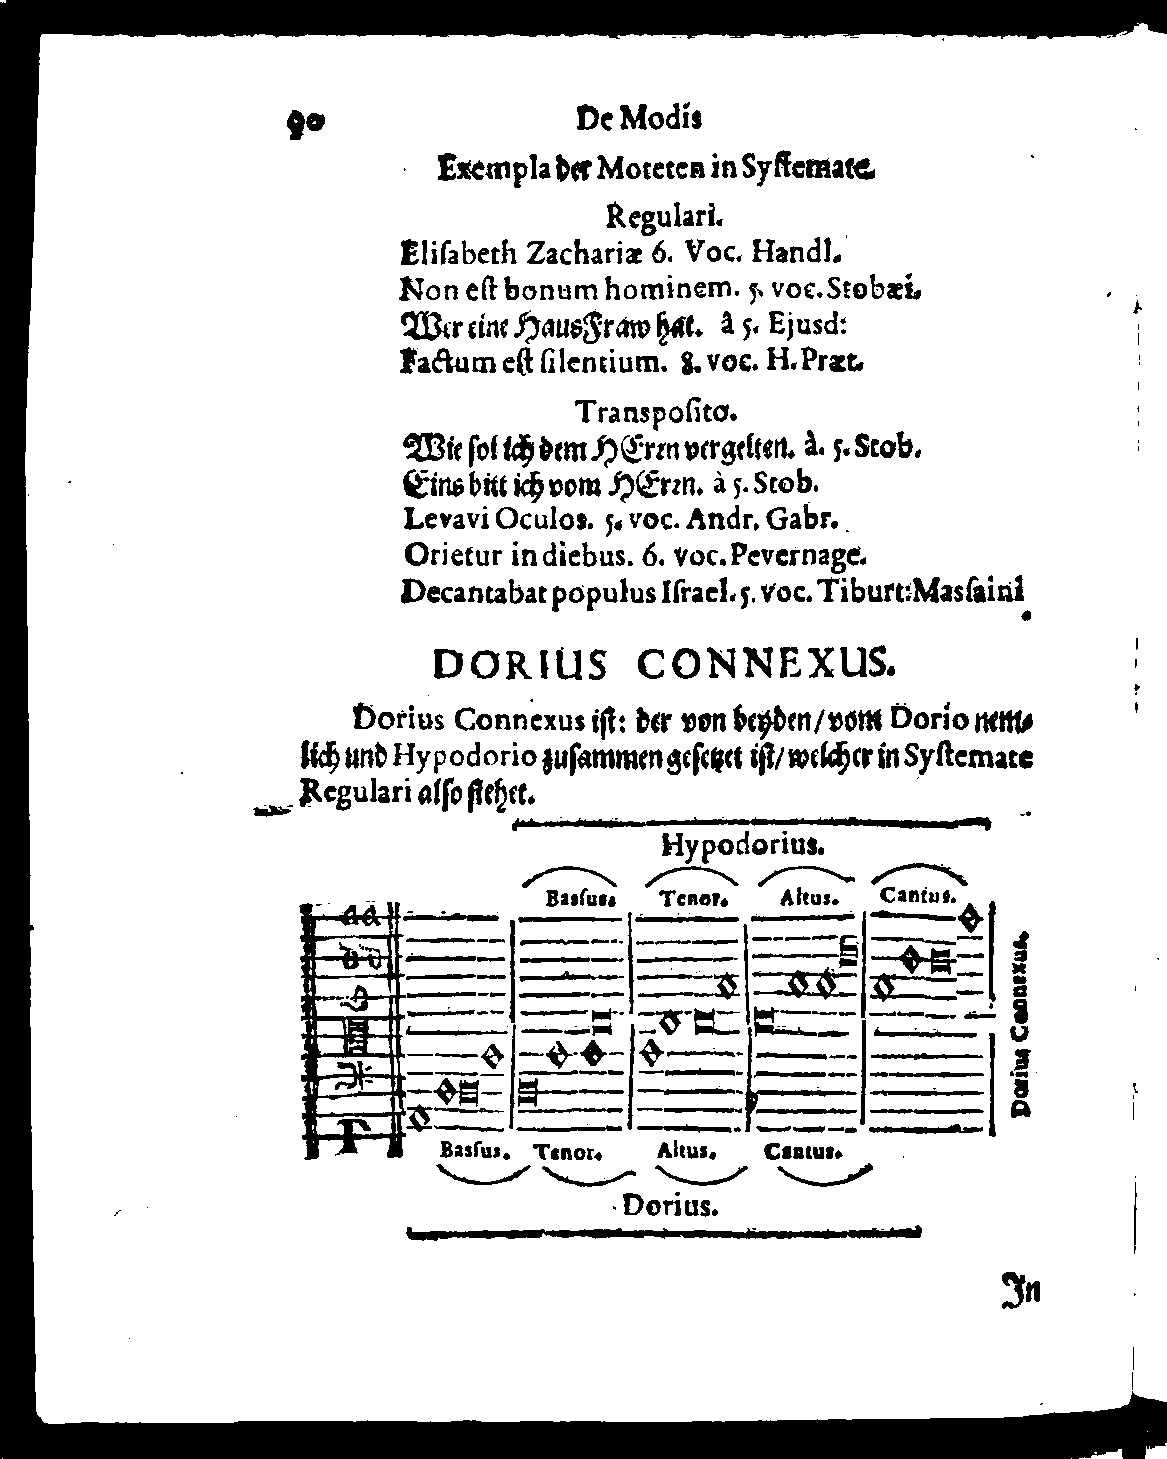 90 De Modis
Exempla der Moteten in Systemate.
Regulari.
Elisabeth Zachariæ 6. Voc. Handl.
Non est bonum hominem. 5. voc. Stobæi.
Wer eine HausFraw hat. â 5. Ejusd:
Factum est silentium. 8. voc. H. Præt.
Transposito.
Wie sol ich dem HErrn vergelten. à. 5. Stob.
Eins bitt ich vom HErrn. à 5. Stob.
Levavi Oculos. 5. voc. Andr. Gabr.
Orietur in diebus. 6. voc. Pevernage.
Decantabat populus Israel. 5. voc. Tiburt: Massaini
DORIUS CONNEXUS.
Dorius Connexus ist: der von beyden/ vom Dorio nem-
lich und Hypodorio zusammen gesetzet ist/ welcher in Systemate
Regulari also stehet.
Hypodorius.
Bassus. Tenor. Altus. Cantus.
aa
Dorius Connexus.
Γ
Bassus. Tenor. Altus. Cantus.
Dorius.
In